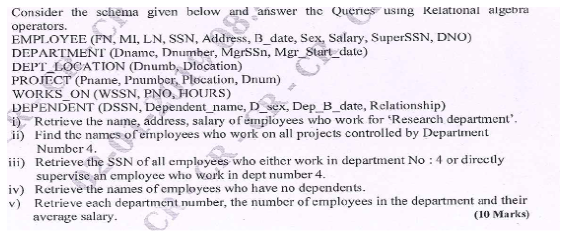 Consider the schema given below and answer the Queries using Relational algebra
operators.
EMPLOYEE (FN, MI, LN, SSN, Address, B_date, Sex, Salary, SuperSSN, DNO)
DEPARTMENT (Dname, Dnumber, MgrSSn, Mgr_Start_date)
DEPT_LOCATION (Dnumb, Dlocation)
PROJECT (Pname, Pnumber, Plocation, Dnum)
WORKS_ON (WSSN, PNO, HOURS)
DEPENDENT (DSSN, Dependent_name, D_sex, Dep_B_date, Relationship)
i) Retrieve the name, address, salary of employees who work for 'Research department'.
ii) Find the names of employees who work on all projects controlled by Department
Number 4.
iii) Retrieve the SSN of all employees who either work in department No : 4 or directly
supervise an employee who work in dept number 4.
iv) Retrieve the names of employees who have no dependents.
v) Retrieve each department number, the number of employees in the department and their
average salary. (10 Marks)